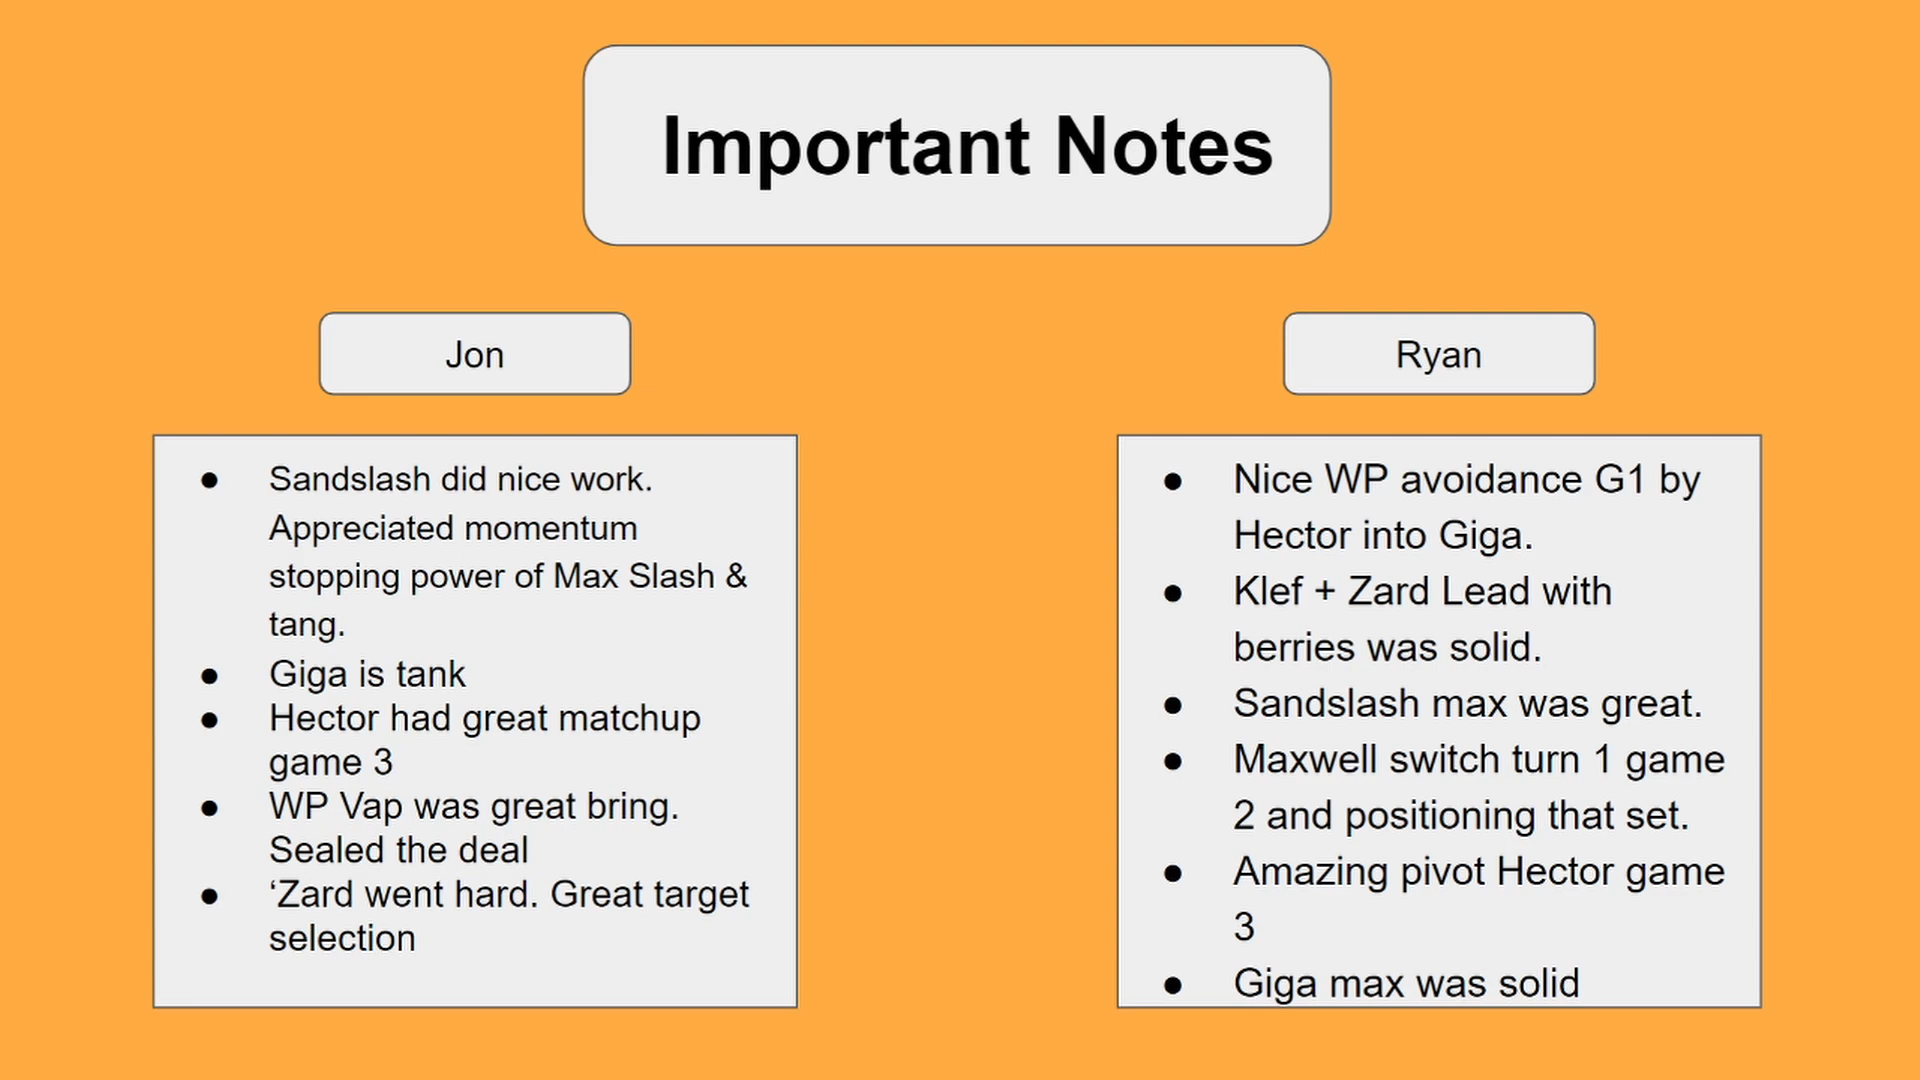 Important Notes
Jon
Ryan
● Sandslash did nice work.
Appreciated momentum
stopping power of Max Slash &
tang.
● Giga is tank
● Hector had great matchup
game 3
● WP Vap was great bring.
Sealed the deal
● ‘Zard went hard. Great target
selection
● Nice WP avoidance G1 by
Hector into Giga.
● Klef + Zard Lead with
berries was solid.
● Sandslash max was great.
● Maxwell switch turn 1 game
2 and positioning that set.
● Amazing pivot Hector game
3
● Giga max was solid